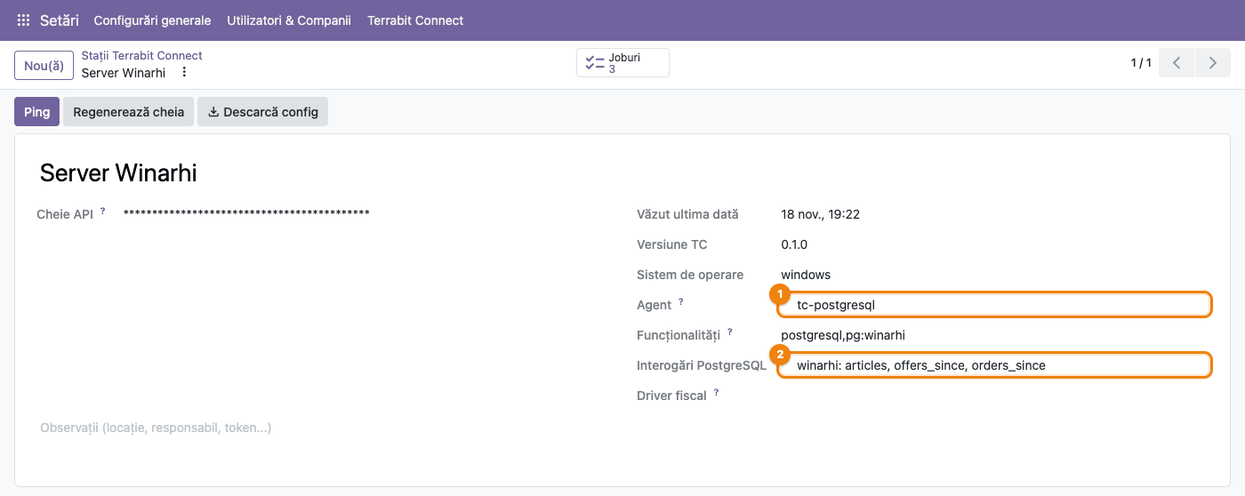 Setări Configurări generale Utilizatori & Companii Terrabit Connect
Nou(ă)
Stații Terrabit Connect
Server Winarhi
Joburi
3
1 / 1
Ping Regenerează cheia Descarcă config
Server Winarhi
Cheie API ? *******************************************
Văzut ultima dată 18 nov., 19:22
Versiune TC 0.1.0
Sistem de operare windows
1
Agent ? tc-postgresql
Funcționalități ? postgresql,pg:winarhi
2
Interogări PostgreSQL winarhi: articles, offers_since, orders_since
Driver fiscal ?
Observații (locație, responsabil, token...)